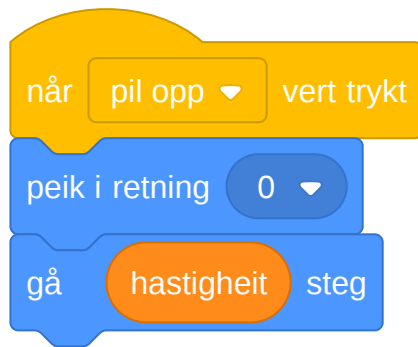 når pil opp vert trykt
peik i retning 0
gå hastigheit steg